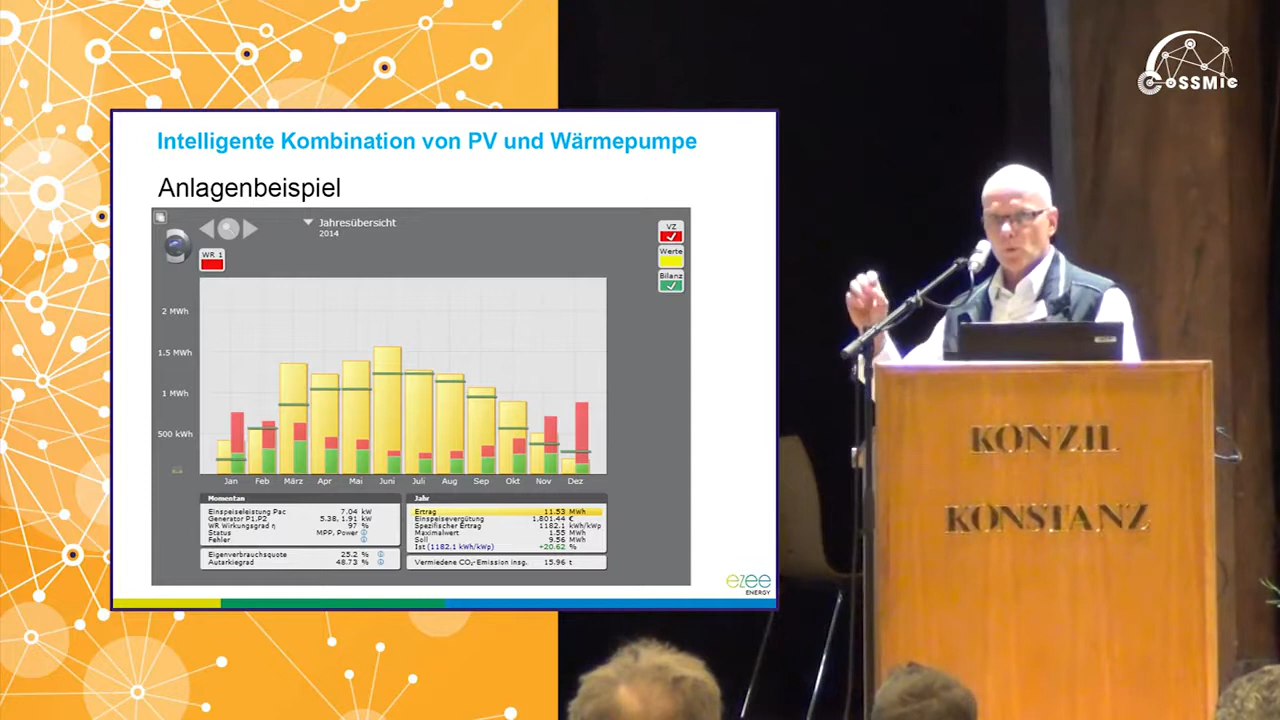 CoSSMic
Intelligente Kombination von PV und Wärmepumpe
Anlagenbeispiel
Jahresübersicht
2014
VZ
Werte
Bilanz
WR 1
2 MWh
1.5 MWh
1 MWh
500 kWh
Jan Feb März Apr Mai Juni Juli Aug Sep Okt Nov Dez
Momentan
Einspeiseleistung Pac 7.04 kW
Generator P1,P2 5.38, 1.91 kW
WR Wirkungsgrad η 97 %
Status MPP, Power
Fehler
Eigenverbrauchsquote 25.2 %
Autarkiegrad 48.73 %
Jahr
Ertrag 11.53 MWh
Einspeisevergütung 1,801.44 €
Spezifischer Ertrag 1182.1 kWh/kWp
Maximalwert 1.55 MWh
Soll 9.56 MWh
Ist (1182.1 kWh/kWp) +20.62 %
Vermiedene CO₂-Emission insg. 15.96 t
ezee
ENERGY
KONZIL
KONSTANZ